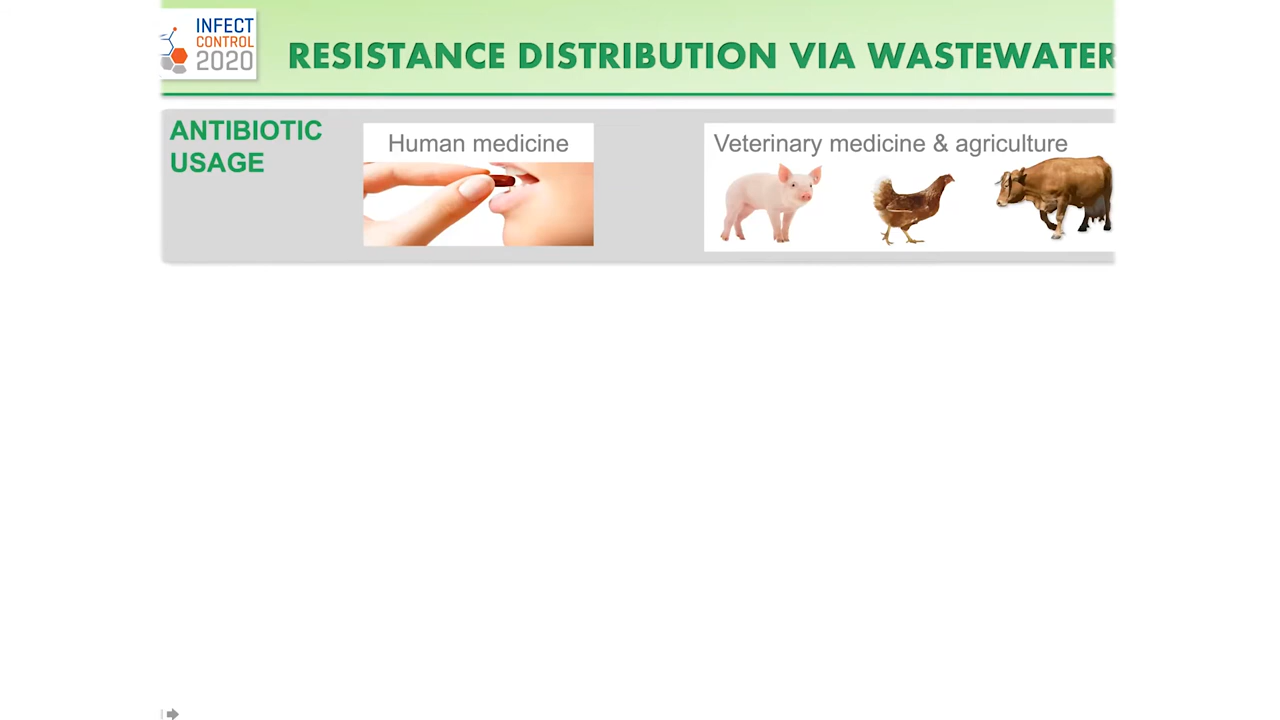 INFECT
CONTROL
2020
RESISTANCE DISTRIBUTION VIA WASTEWATER
ANTIBIOTIC
USAGE
Human medicine
Veterinary medicine & agriculture